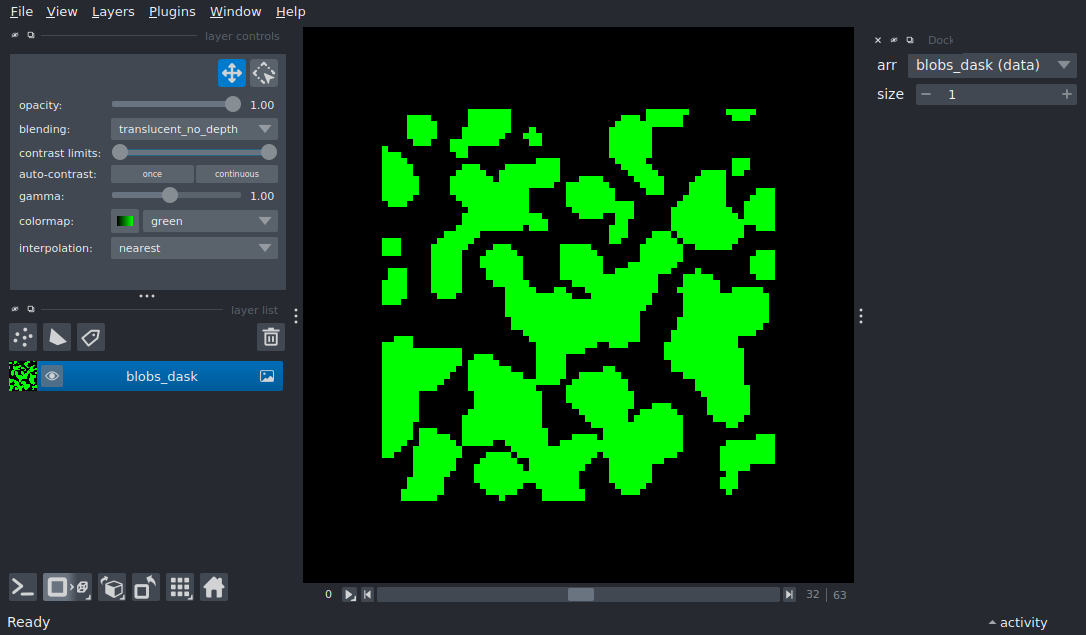 File View Layers Plugins Window Help
layer controls
opacity: 1.00
blending: translucent_no_depth
contrast limits:
auto-contrast: once continuous
gamma: 1.00
colormap: green
interpolation: nearest
layer list
blobs_dask
0 32 63
Ready
activity
Dock
arr blobs_dask (data)
size 1